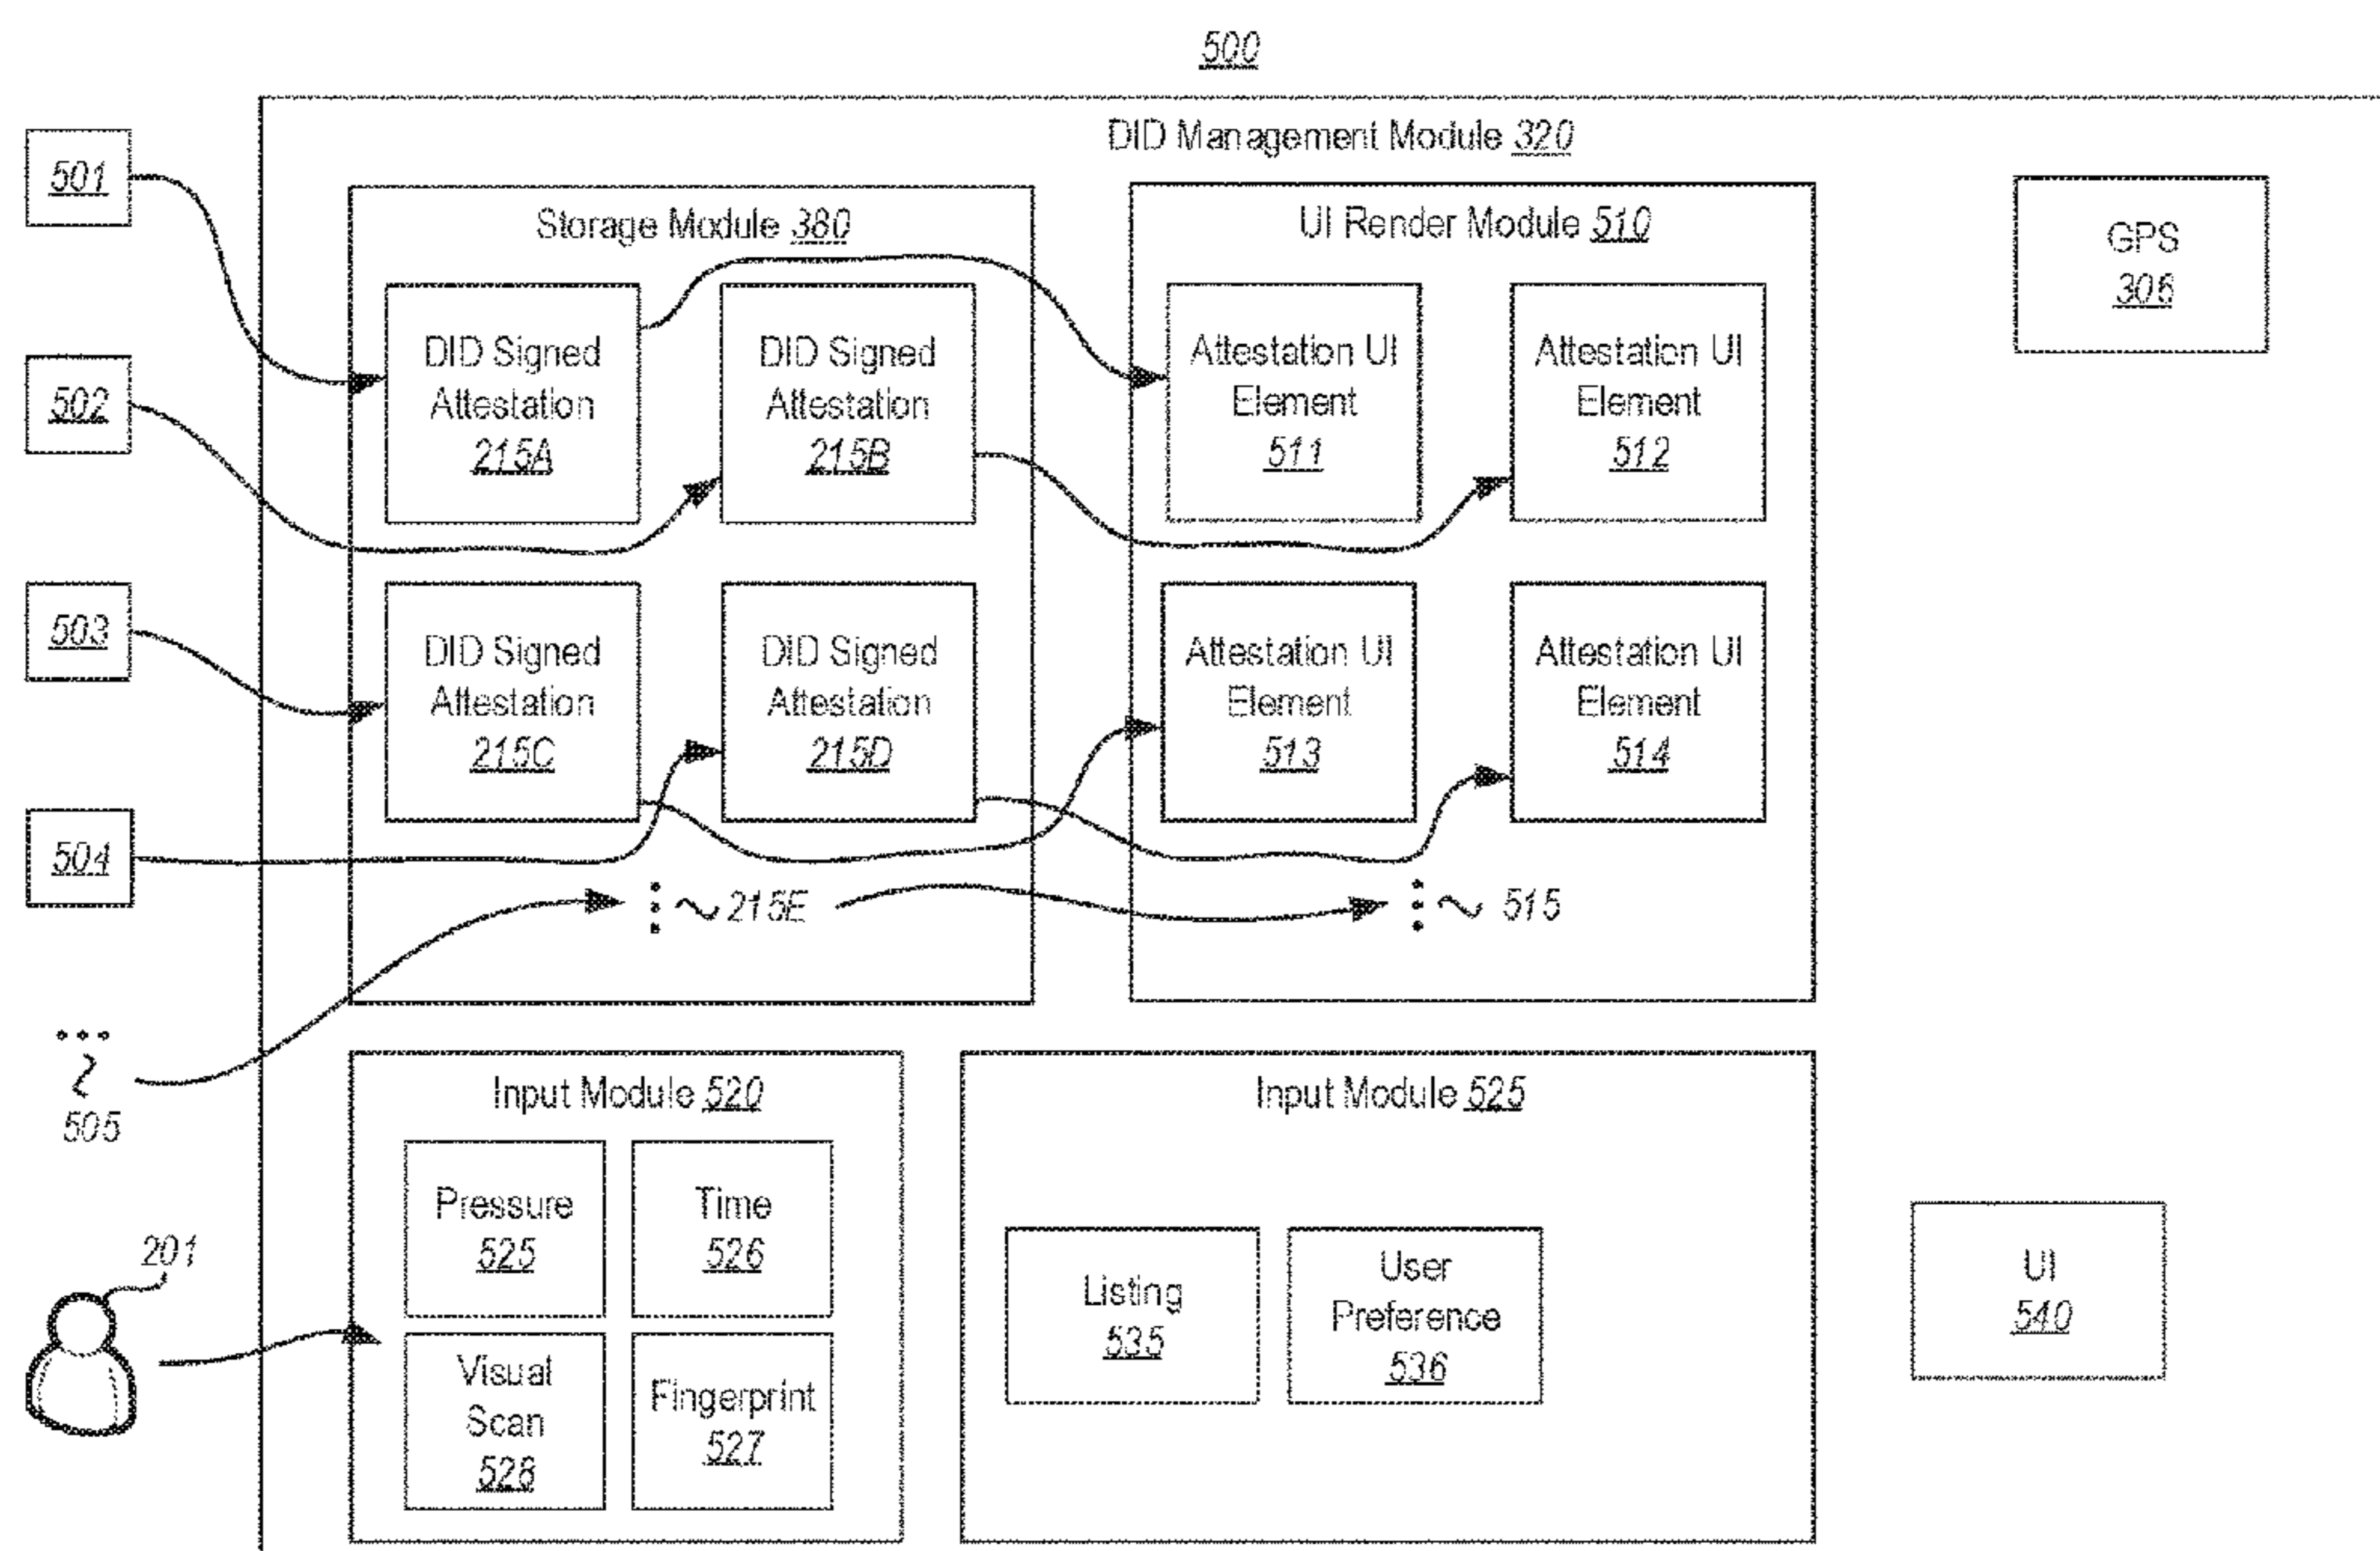 500
DID Management Module 320
501
502
503
504
505
201
Storage Module 380
DID Signed
Attestation
215A
DID Signed
Attestation
215B
DID Signed
Attestation
215C
DID Signed
Attestation
215D
215E
UI Render Module 510
Attestation UI
Element
511
Attestation UI
Element
512
Attestation UI
Element
513
Attestation UI
Element
514
515
GPS
306
Input Module 520
Pressure
525
Time
526
Visual
Scan
528
Fingerprint
527
Input Module 525
Listing
535
User
Preference
536
UI
540